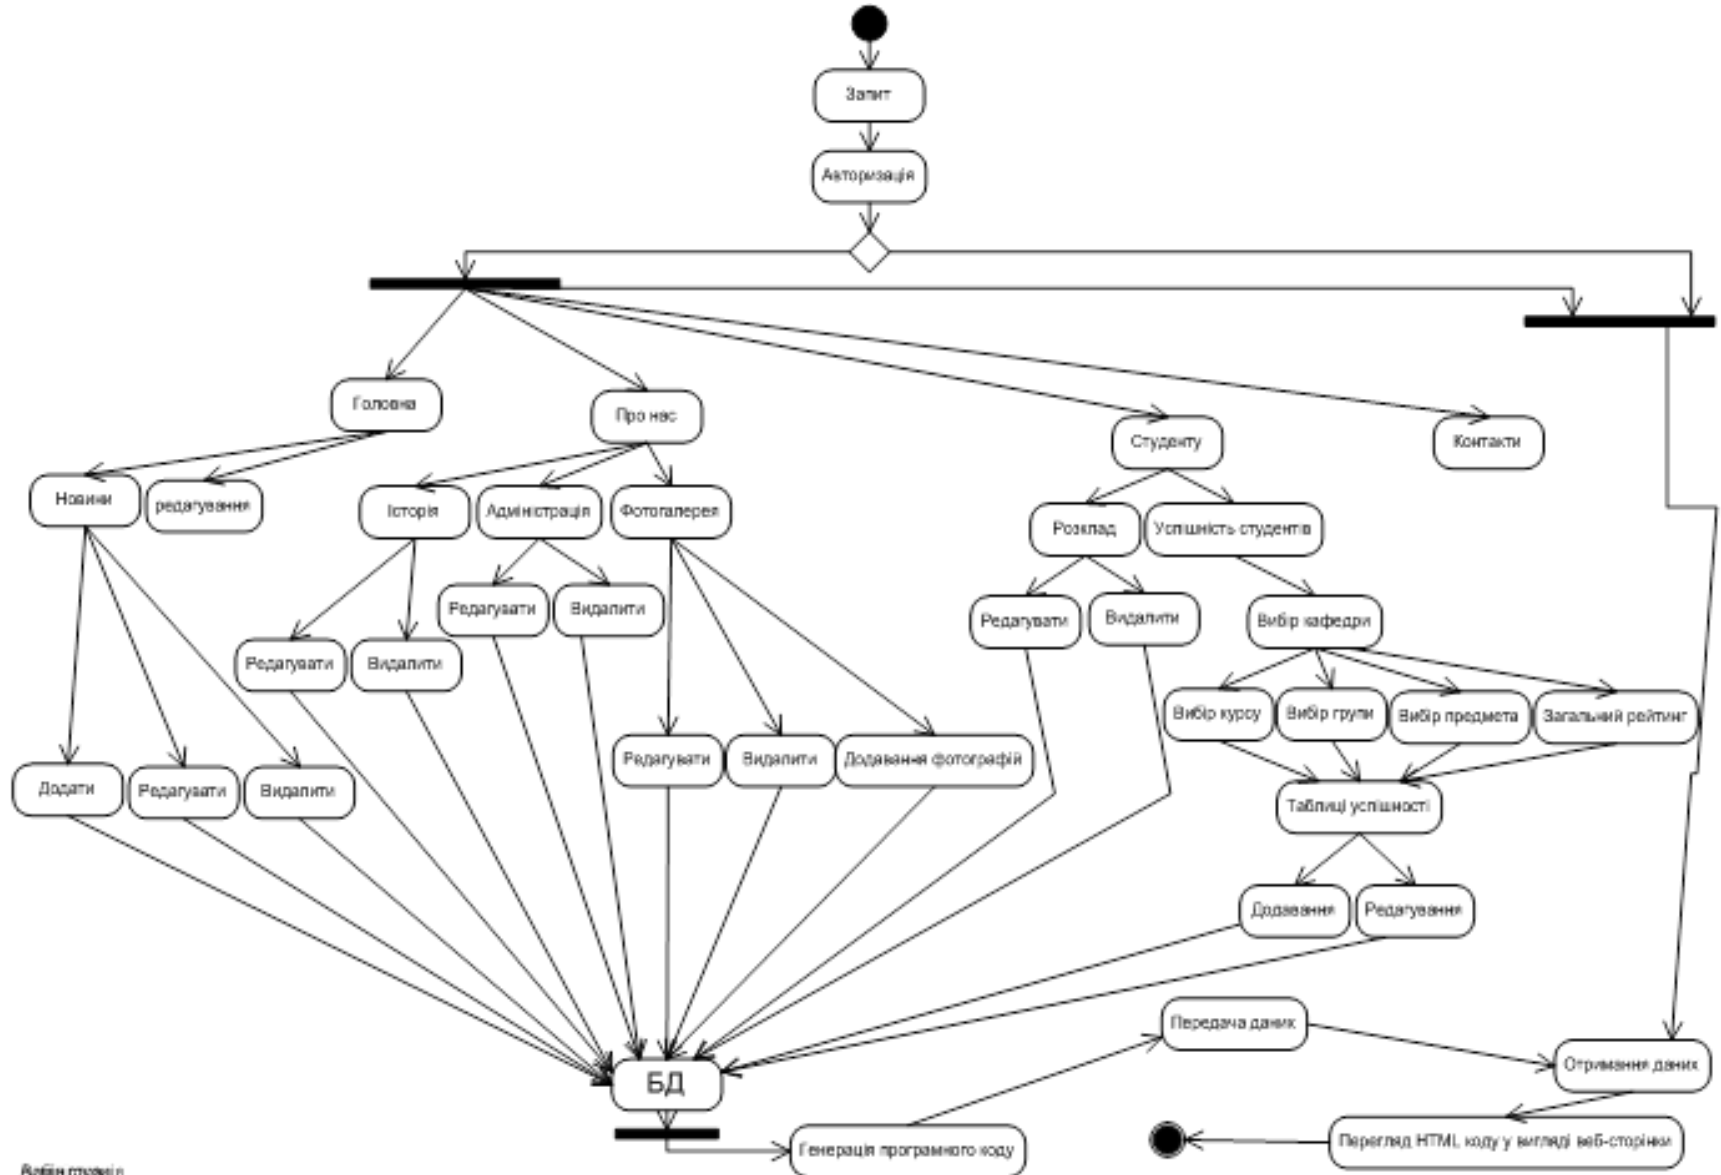 Запит
Авторизація
Головна
Про нас
Студенту
Контакти
Новини
редагування
Історія
Адміністрація
Фотогалерея
Розклад
Успішність студентів
Редагувати
Видалити
Редагувати
Видалити
Вибір кафедри
Редагувати
Видалити
Вибір курсу
Вибір групи
Вибір предмета
Загальний рейтинг
Редагувати
Видалити
Додавання фотографій
Додати
Редагувати
Видалити
Таблиці успішності
Додавання
Редагування
Передача даних
Отримання даних
БД
Генерація програмного коду
Перегляд HTML коду у вигляді веб-сторінки